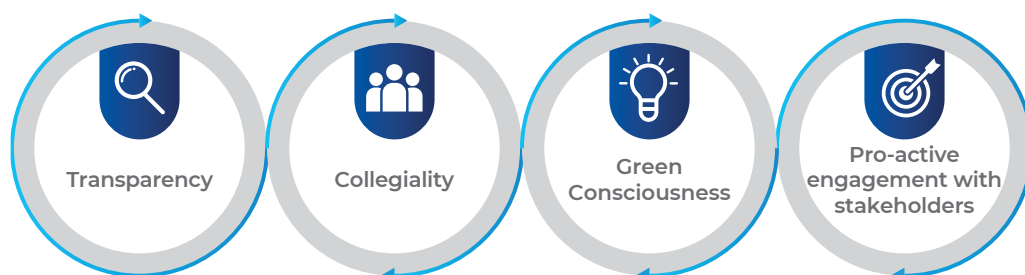 Transparency
Collegiality
Green
Consciousness
Pro-active
engagement with
stakeholders